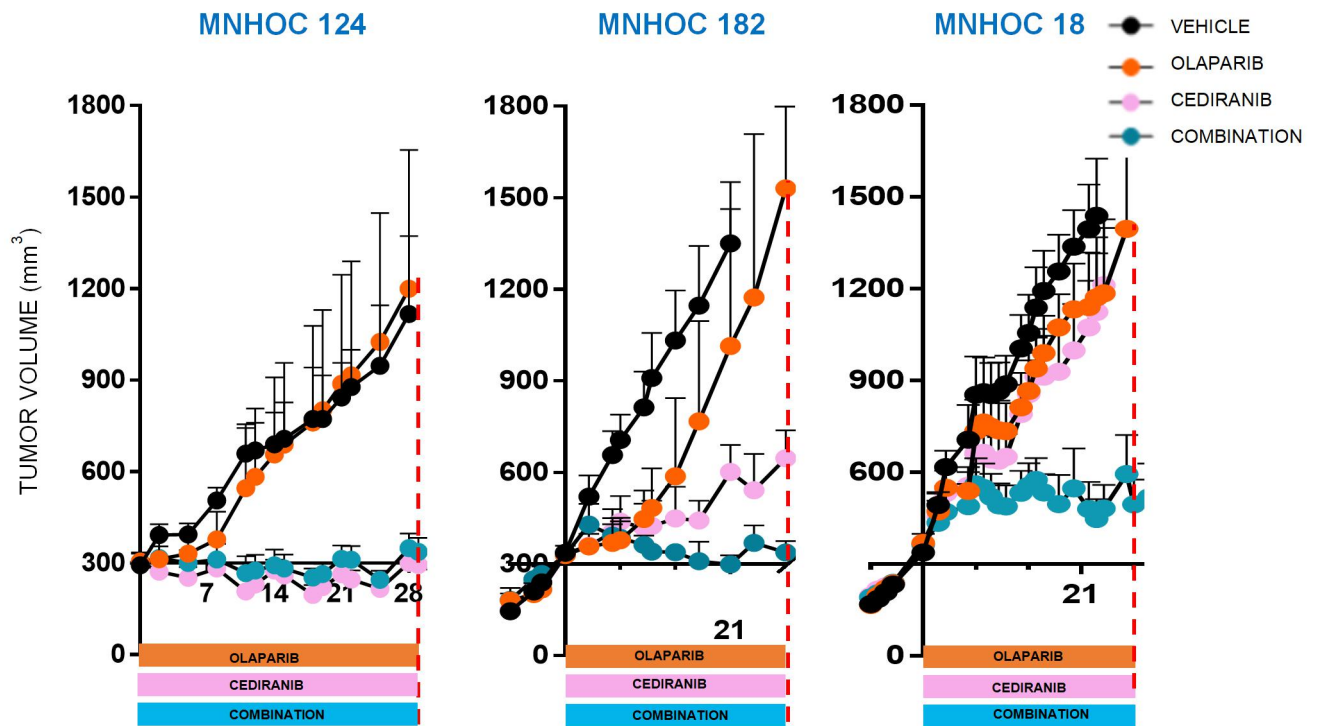 MNHOC 124
MNHOC 182
MNHOC 18
VEHICLE
OLAPARIB
CEDIRANIB
COMBINATION
TUMOR VOLUME (mm³)
1800
1500
1200
900
600
300
0
7 14 21 28
OLAPARIB
CEDIRANIB
COMBINATION
1800
1500
1200
900
600
300
0
21
OLAPARIB
CEDIRANIB
COMBINATION
1800
1500
1200
900
600
300
0
21
OLAPARIB
CEDIRANIB
COMBINATION